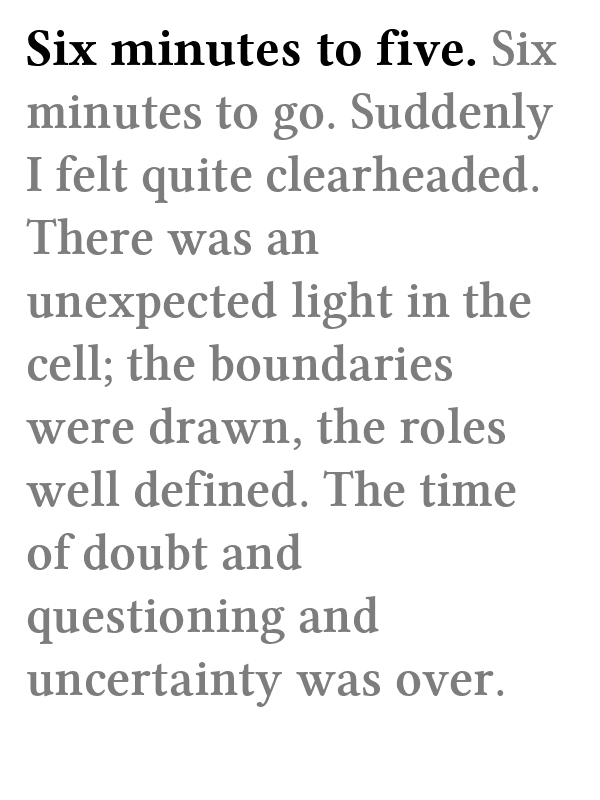 Six minutes to five. Six
minutes to go. Suddenly
I felt quite clearheaded.
There was an
unexpected light in the
cell; the boundaries
were drawn, the roles
well defined. The time
of doubt and
questioning and
uncertainty was over.